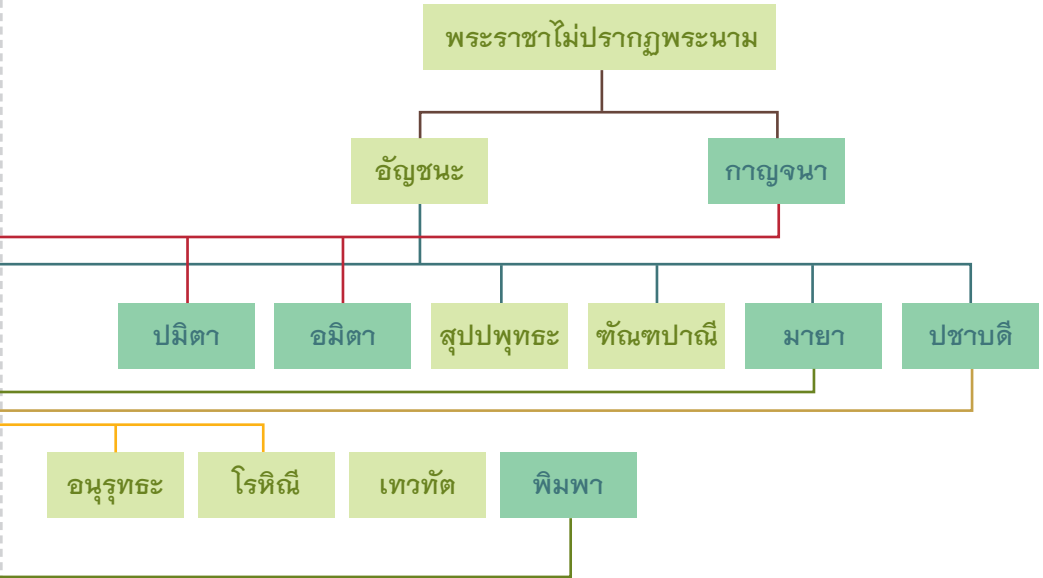 พระราชาไม่ปรากฏพระนาม
อัญชนะ
กาญจนา
ปมิตา
อมิตา
สุปปพุทธะ
ฑัณฑปาณี
มายา
ปชาบดี
อนุรุทธะ
โรหิณี
เทวทัต
พิมพา